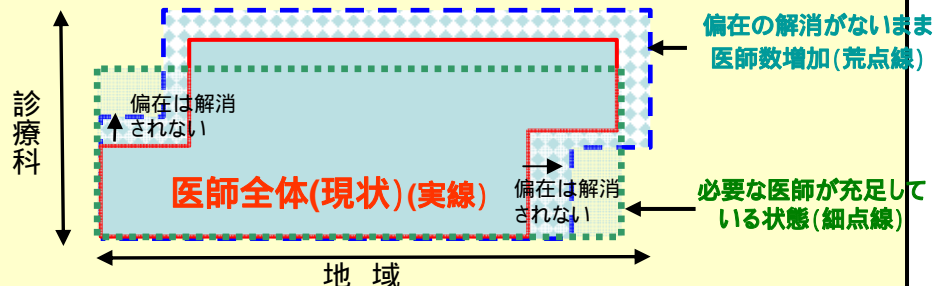 偏在の解消がないまま
医師数増加(荒点線)
診療科
偏在は解消
されない
医師全体(現状)(実線)
偏在は解消
されない
必要な医師が充足して
いる状態(細点線)
地 域